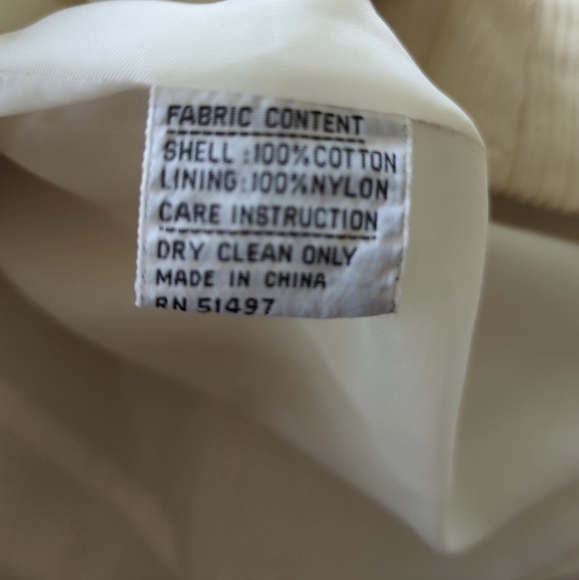 FABRIC CONTENT
SHELL :100%COTTON
LINING:100%NYLON
CARE INSTRUCTION
DRY CLEAN ONLY
MADE IN CHINA
RN 51497